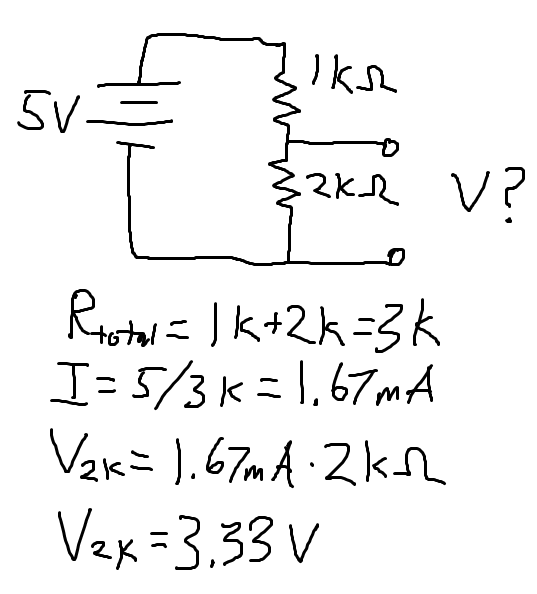 1kΩ
5V
2kΩ
V?
Rtotal = 1k+2k=3k
I = 5/3k = 1.67mA
V2k = 1.67mA · 2kΩ
V2k = 3.33V